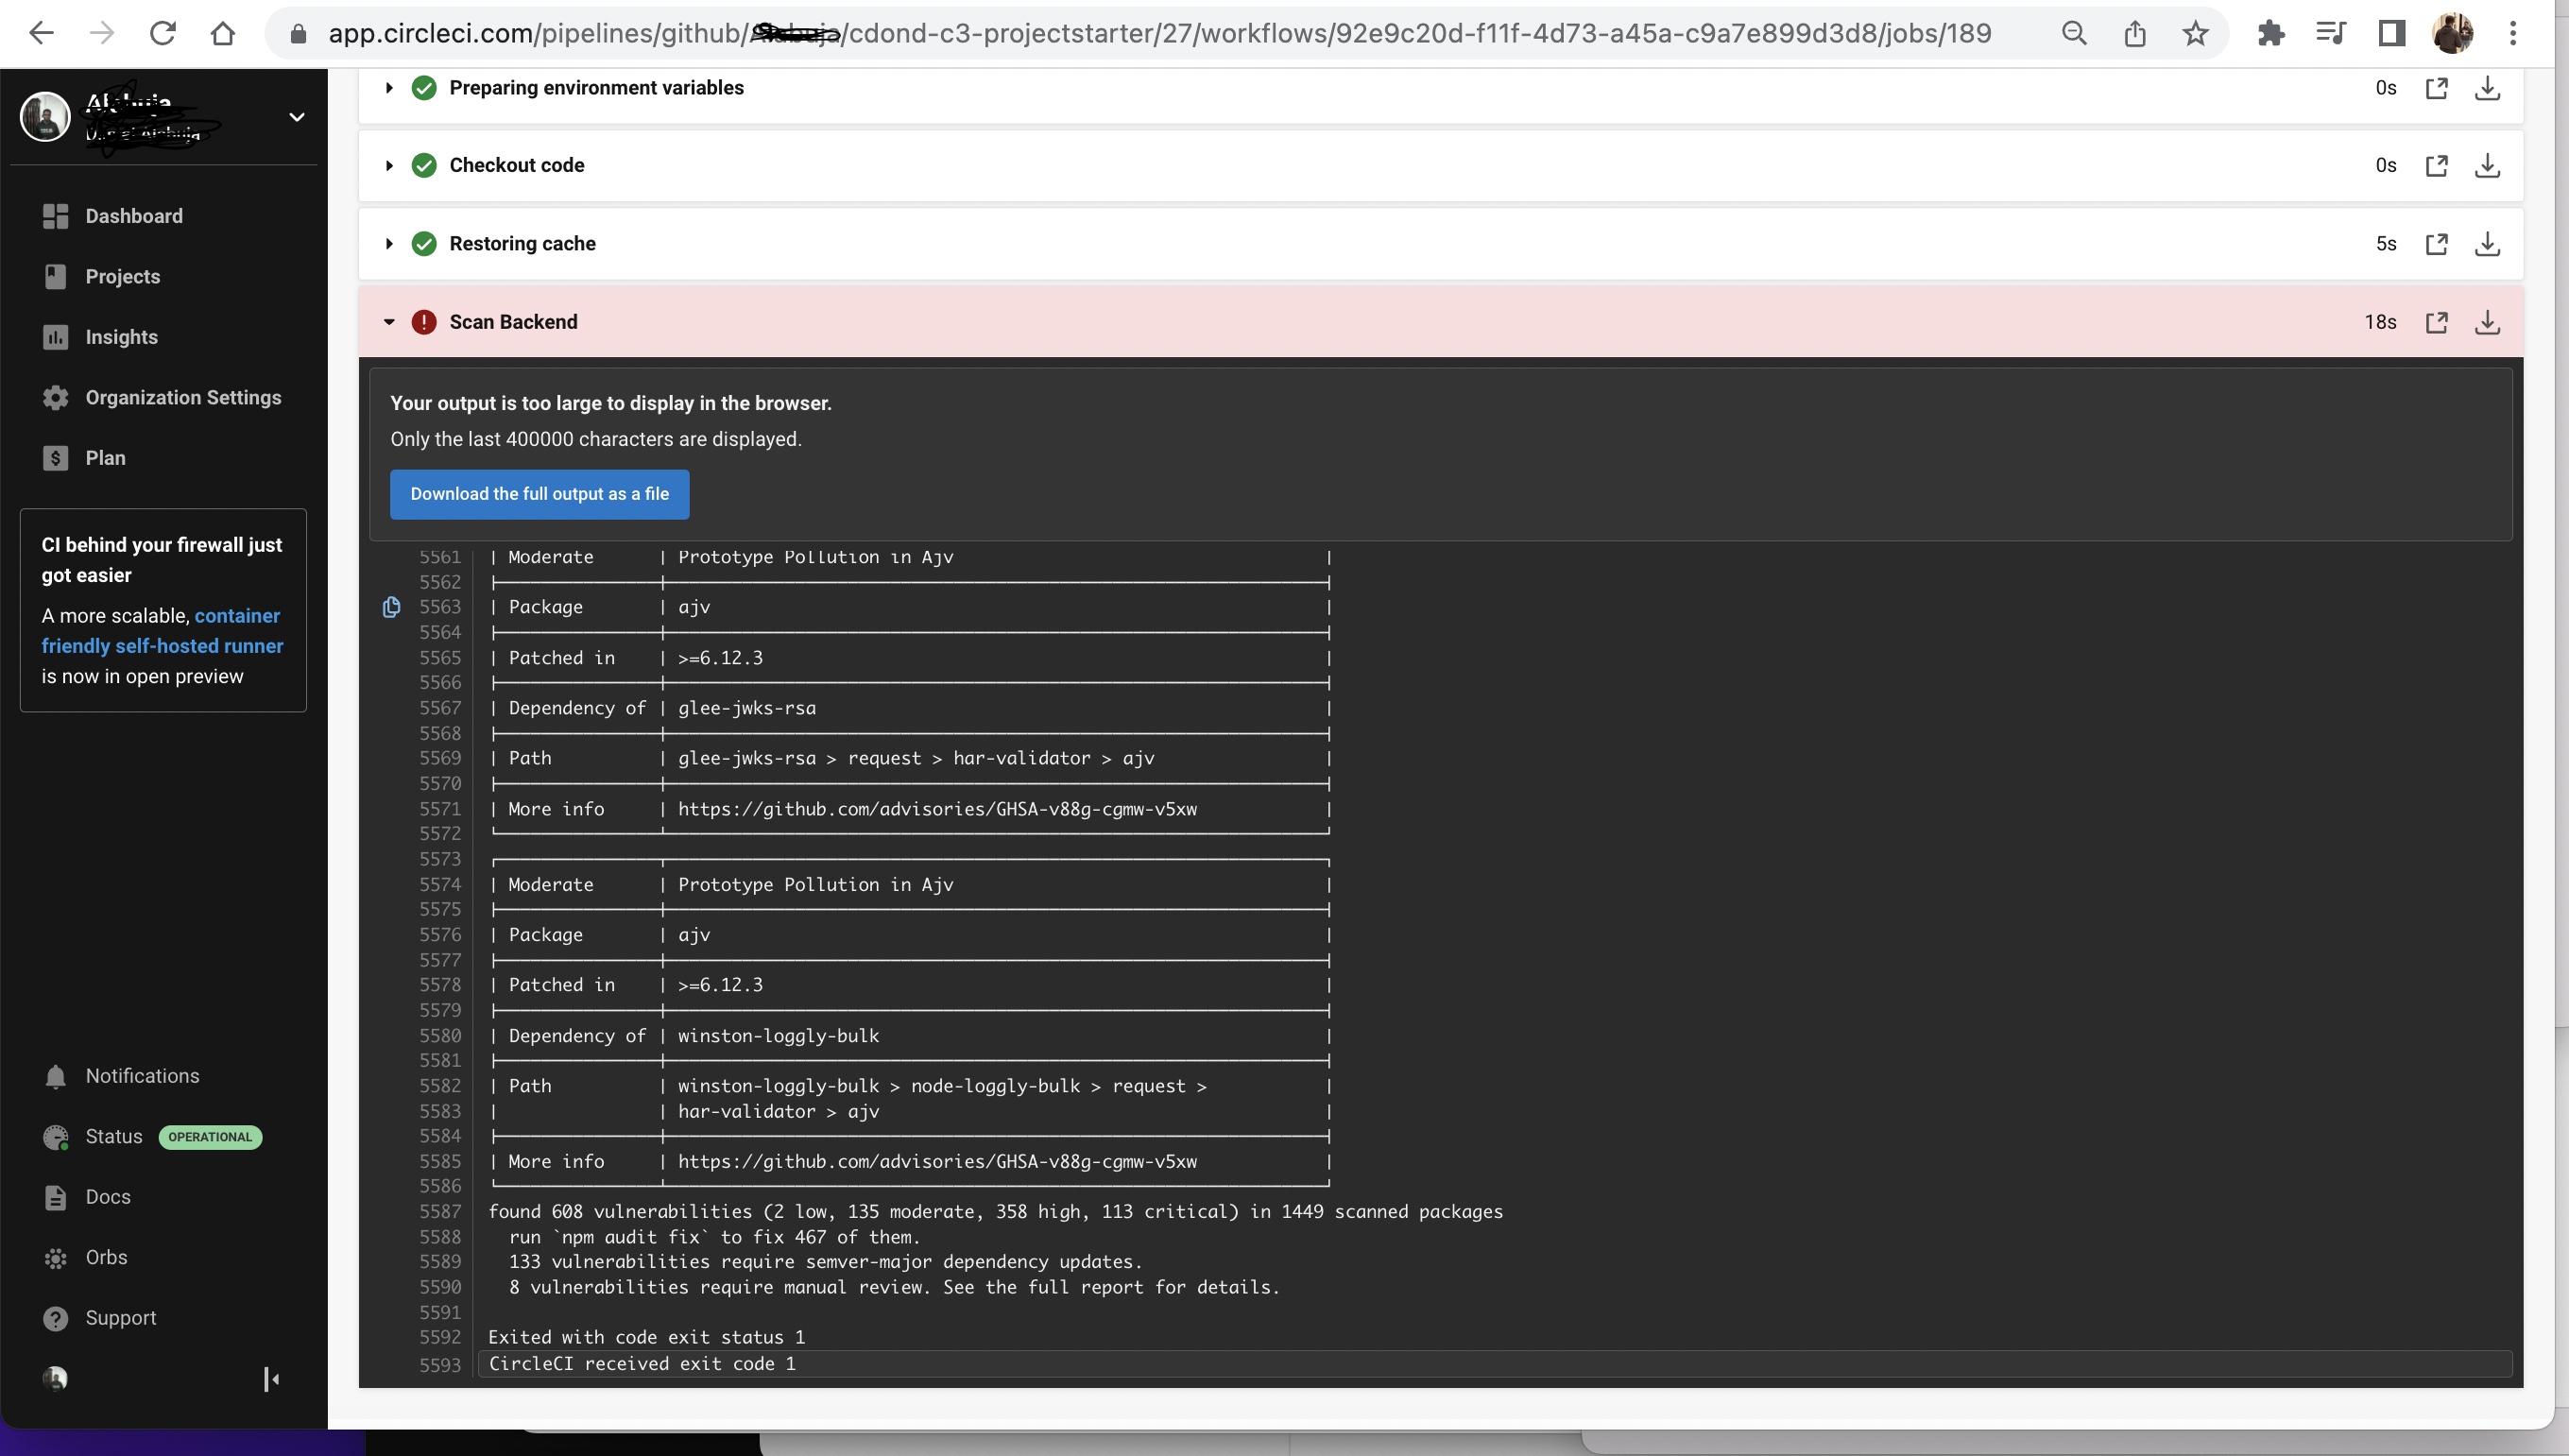 app.circleci.com/pipelines/github/ /cdond-c3-projectstarter/27/workflows/92e9c20d-f11f-4d73-a45a-c9a7e899d3d8/jobs/189
Dashboard
Projects
Insights
Organization Settings
Plan
CI behind your firewall just
got easier
A more scalable, container
friendly self-hosted runner
is now in open preview
Notifications
Status OPERATIONAL
Docs
Orbs
Support
Preparing environment variables 0s
Checkout code 0s
Restoring cache 5s
Scan Backend 18s
Your output is too large to display in the browser.
Only the last 400000 characters are displayed.
Download the full output as a file
5561 | Moderate | Prototype Pollution in Ajv |
5562
5563 | Package | ajv |
5564
5565 | Patched in | >=6.12.3 |
5566
5567 | Dependency of | glee-jwks-rsa |
5568
5569 | Path | glee-jwks-rsa > request > har-validator > ajv |
5570
5571 | More info | https://github.com/advisories/GHSA-v88g-cgmw-v5xw |
5572
5573
5574 | Moderate | Prototype Pollution in Ajv |
5575
5576 | Package | ajv |
5577
5578 | Patched in | >=6.12.3 |
5579
5580 | Dependency of | winston-loggly-bulk |
5581
5582 | Path | winston-loggly-bulk > node-loggly-bulk > request > |
5583 | | har-validator > ajv |
5584
5585 | More info | https://github.com/advisories/GHSA-v88g-cgmw-v5xw |
5586
5587 found 608 vulnerabilities (2 low, 135 moderate, 358 high, 113 critical) in 1449 scanned packages
5588 run `npm audit fix` to fix 467 of them.
5589 133 vulnerabilities require semver-major dependency updates.
5590 8 vulnerabilities require manual review. See the full report for details.
5591
5592 Exited with code exit status 1
5593 CircleCI received exit code 1